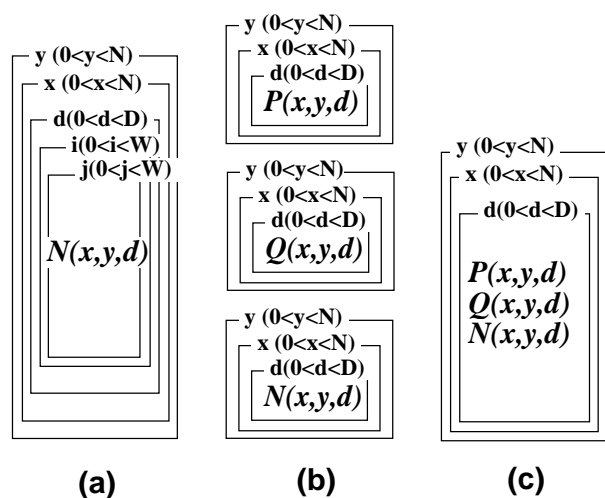 y (0<y<N)
x (0<x<N)
d(0<d<D)
i(0<i<W)
j(0<j<W)
N(x,y,d)
(a)
y (0<y<N)
x (0<x<N)
d(0<d<D)
P(x,y,d)
y (0<y<N)
x (0<x<N)
d(0<d<D)
Q(x,y,d)
y (0<y<N)
x (0<x<N)
d(0<d<D)
N(x,y,d)
(b)
y (0<y<N)
x (0<x<N)
d(0<d<D)
P(x,y,d)
Q(x,y,d)
N(x,y,d)
(c)